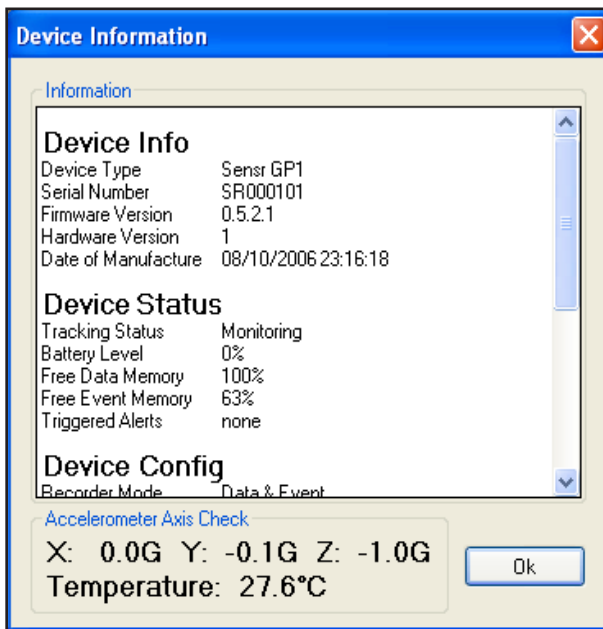 Device Information
Information
Device Info
Device Type Sensr GP1
Serial Number SR000101
Firmware Version 0.5.2.1
Hardware Version 1
Date of Manufacture 08/10/2006 23:16:18
Device Status
Tracking Status Monitoring
Battery Level 0%
Free Data Memory 100%
Free Event Memory 63%
Triggered Alerts none
Device Config
Recorder Mode Data & Event
Accelerometer Axis Check
X: 0.0G Y: -0.1G Z: -1.0G
Temperature: 27.6°C
Ok